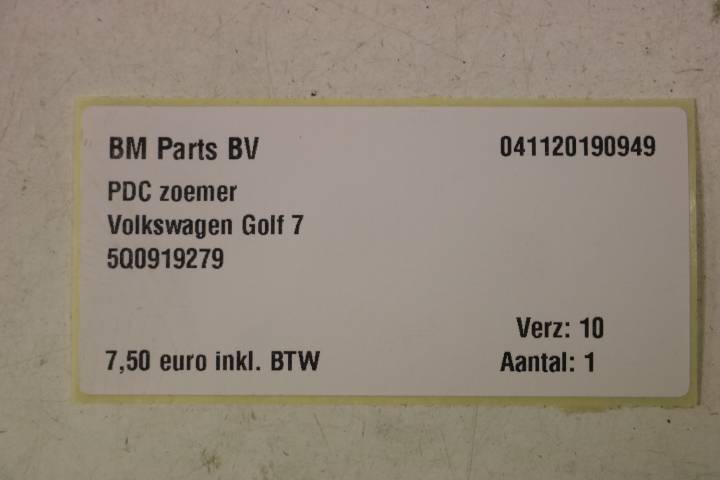 BM Parts BV 041120190949
PDC zoemer
Volkswagen Golf 7
5Q0919279
Verz: 10
7,50 euro inkl. BTW Aantal: 1